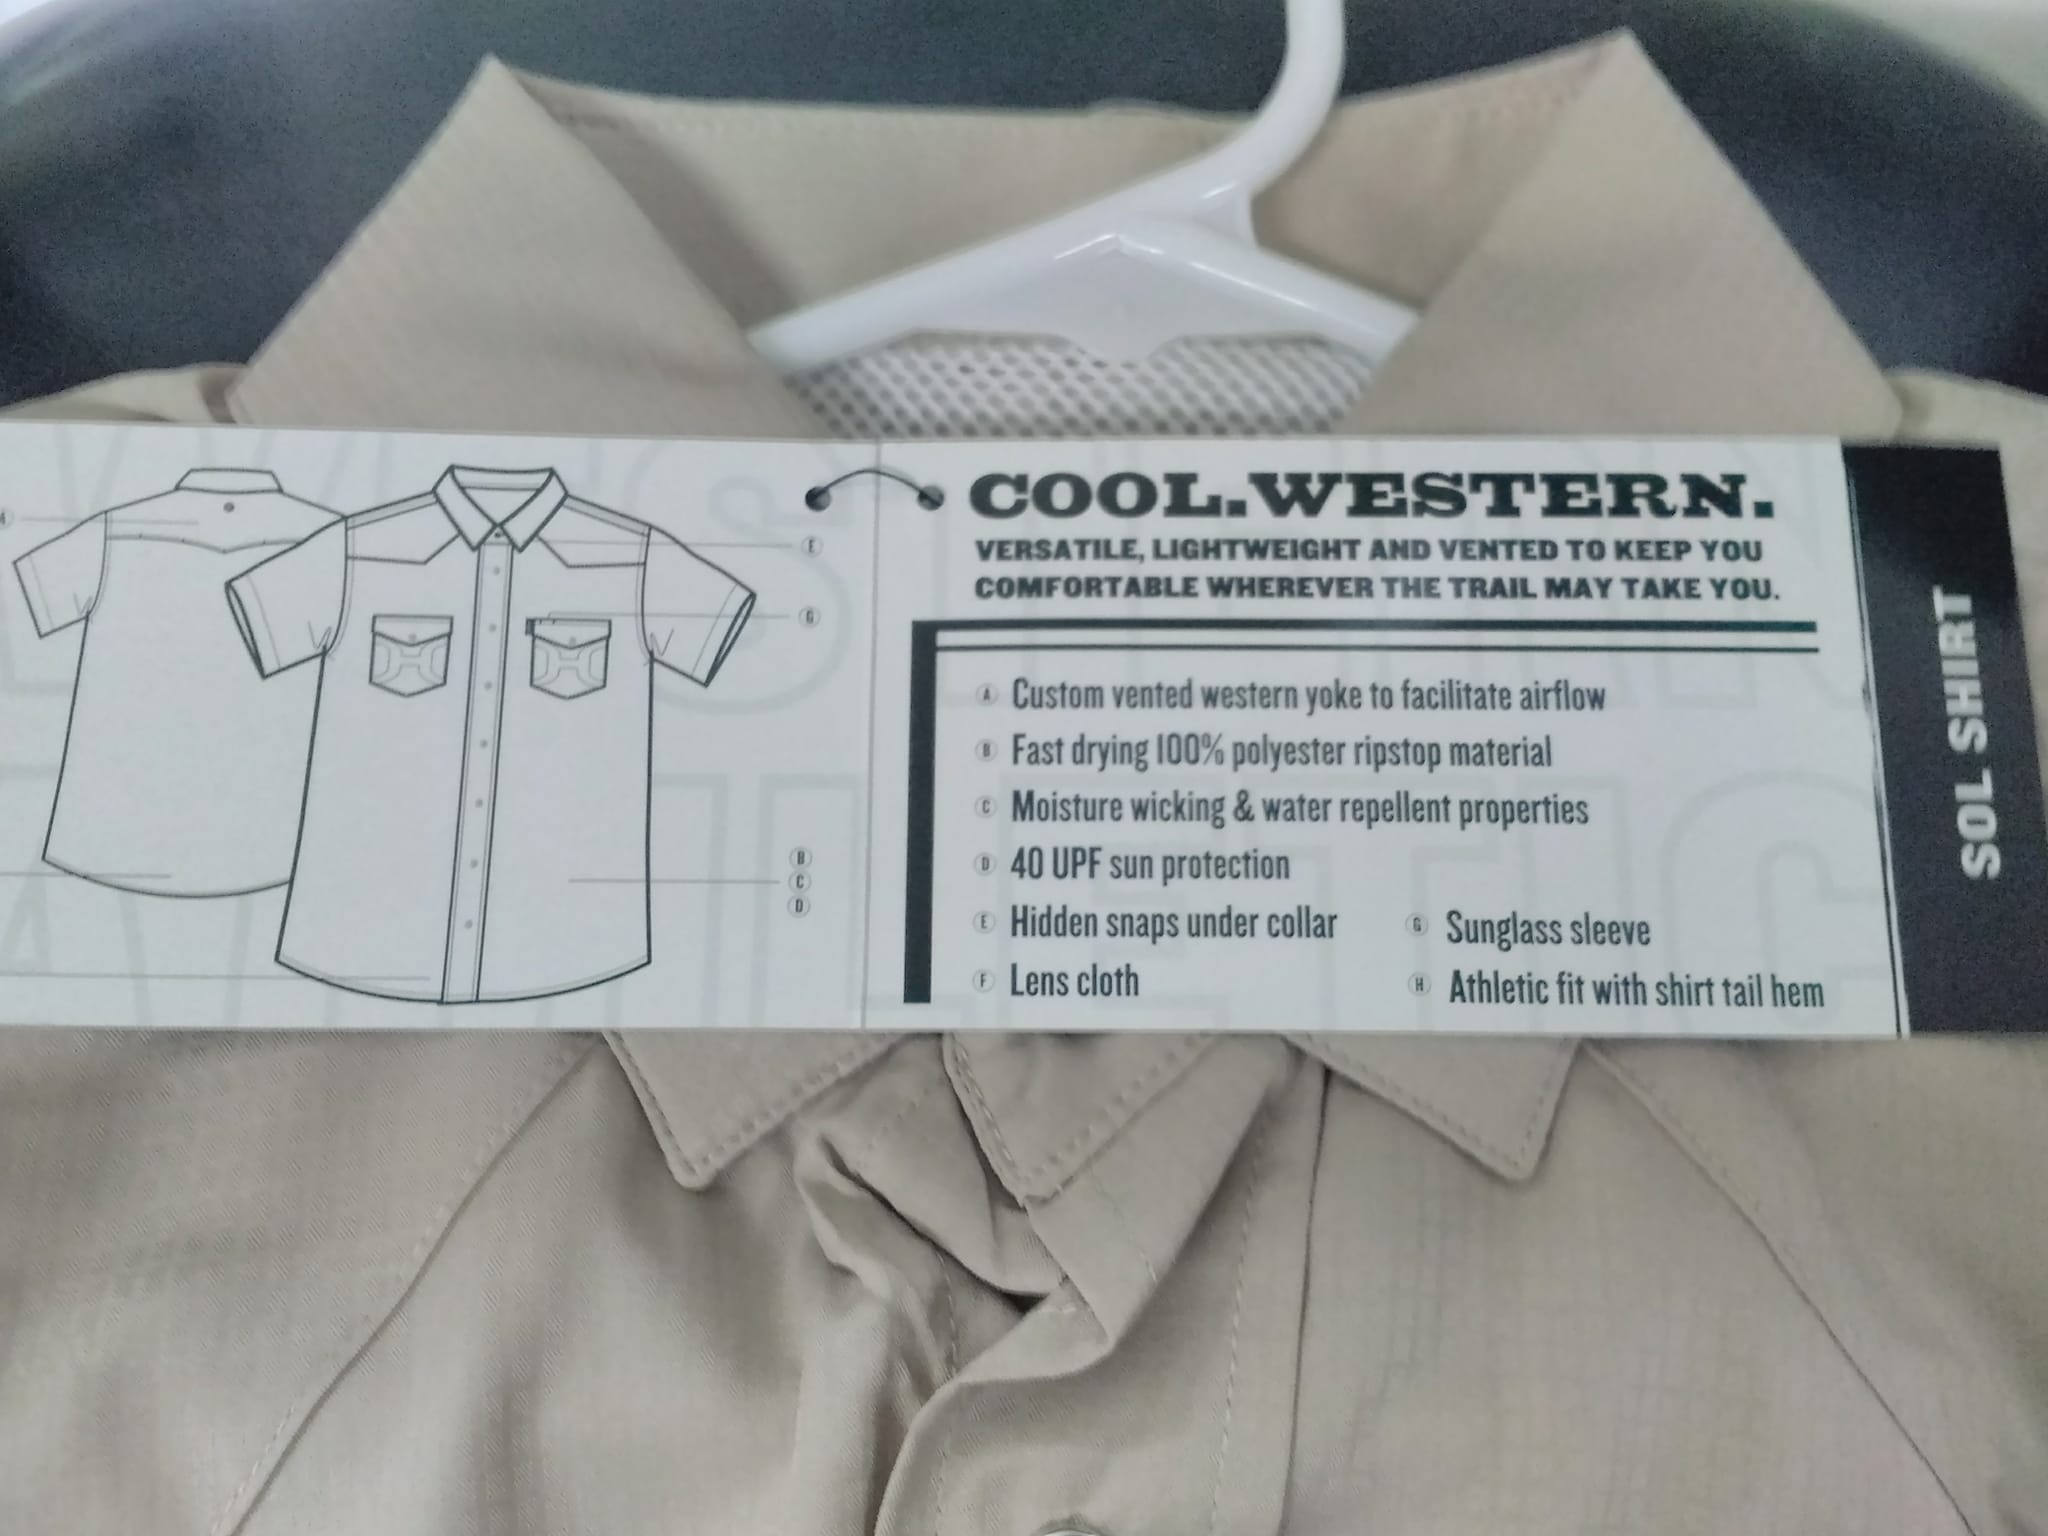 COOL.WESTERN.
VERSATILE, LIGHTWEIGHT AND VENTED TO KEEP YOU
COMFORTABLE WHEREVER THE TRAIL MAY TAKE YOU.
A Custom vented western yoke to facilitate airflow
B Fast drying 100% polyester ripstop material
C Moisture wicking & water repellent properties
D 40 UPF sun protection
E Hidden snaps under collar
F Lens cloth
G Sunglass sleeve
H Athletic fit with shirt tail hem
SOL SHIRT
A
E
G
B
C
D